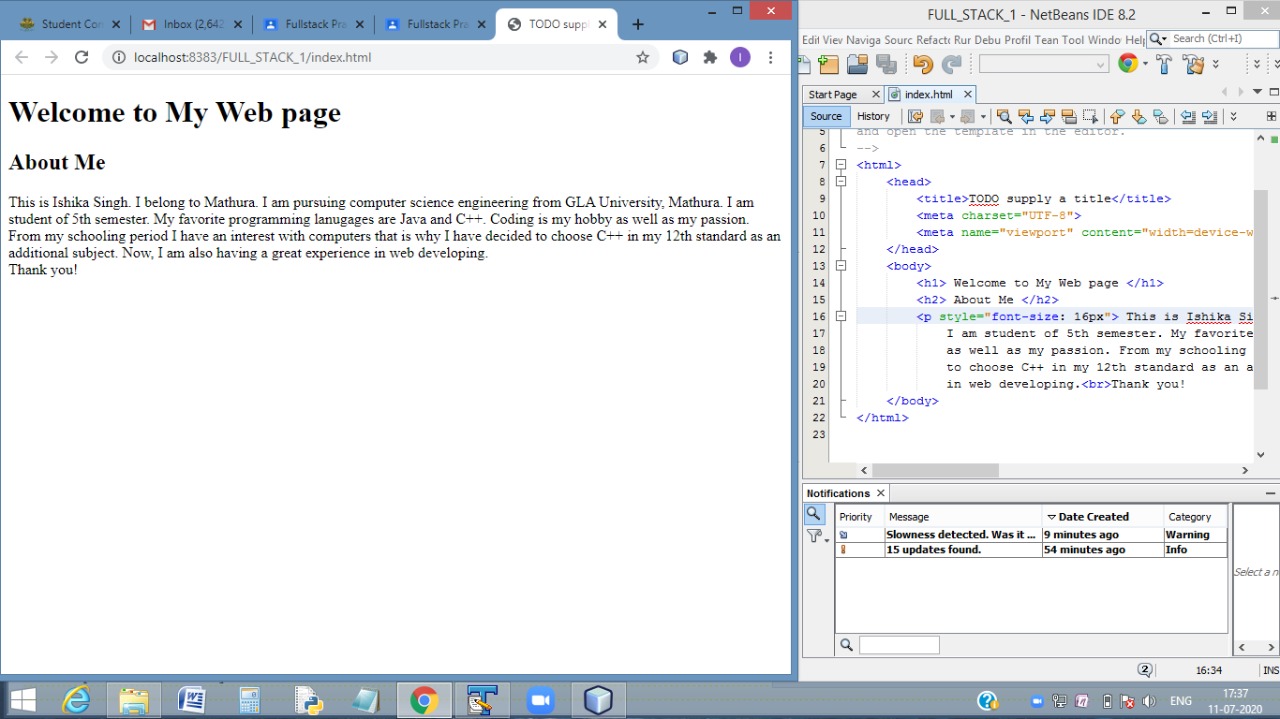 Student Con
Inbox (2,642
Fullstack Pra
Fullstack Pra
TODO suppl
localhost:8383/FULL_STACK_1/index.html
I
Welcome to My Web page
About Me
This is Ishika Singh. I belong to Mathura. I am pursuing computer science engineering from GLA University, Mathura. I am
student of 5th semester. My favorite programming lanugages are Java and C++. Coding is my hobby as well as my passion.
From my schooling period I have an interest with computers that is why I have decided to choose C++ in my 12th standard as an
additional subject. Now, I am also having a great experience in web developing.
Thank you!
FULL_STACK_1 - NetBeans IDE 8.2
Edit View Naviga Sourc Refacto Rur Debu Profil Tean Tool Windo Help
Search (Ctrl+I)
Start Page
index.html
Source History
5 and open the template in the editor.
6 -->
7 <html>
8 <head>
9 <title>TODO supply a title</title>
10 <meta charset="UTF-8">
11 <meta name="viewport" content="width=device-w
12 </head>
13 <body>
14 <h1> Welcome to My Web page </h1>
15 <h2> About Me </h2>
16 <p style="font-size: 16px"> This is Ishika Si
17 I am student of 5th semester. My favorite
18 as well as my passion. From my schooling
19 to choose C++ in my 12th standard as an a
20 in web developing.<br>Thank you!
21 </body>
22 </html>
23
Notifications
Priority Message Date Created Category
Slowness detected. Was it ... 9 minutes ago Warning
15 updates found. 54 minutes ago Info
Select a n
2 16:34 INS
ENG
17:37
11-07-2020